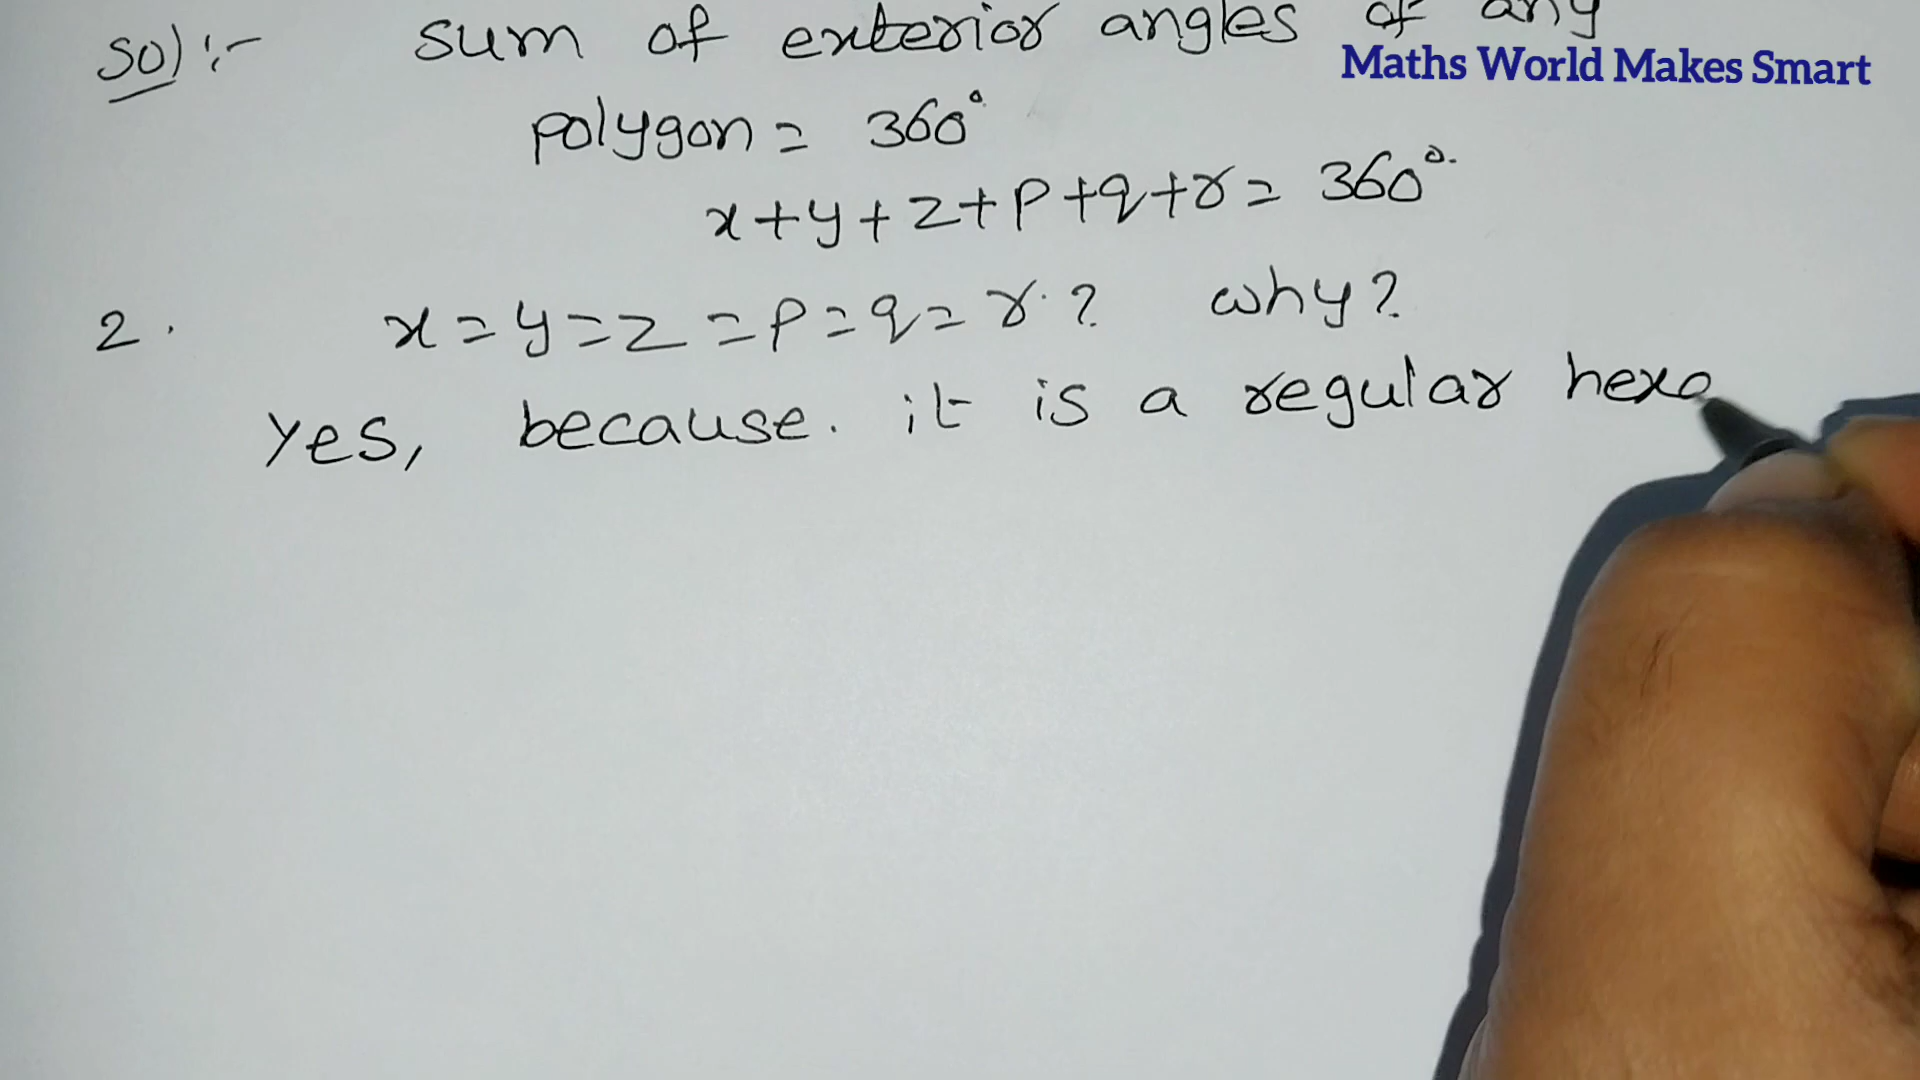 Sol:- sum of exterior angles of any
Maths World Makes Smart
polygon = 360°
x+y+z+p+q+r = 360°.
2. x=y=z=p=q=r.? why?
Yes, because. it is a regular hexa